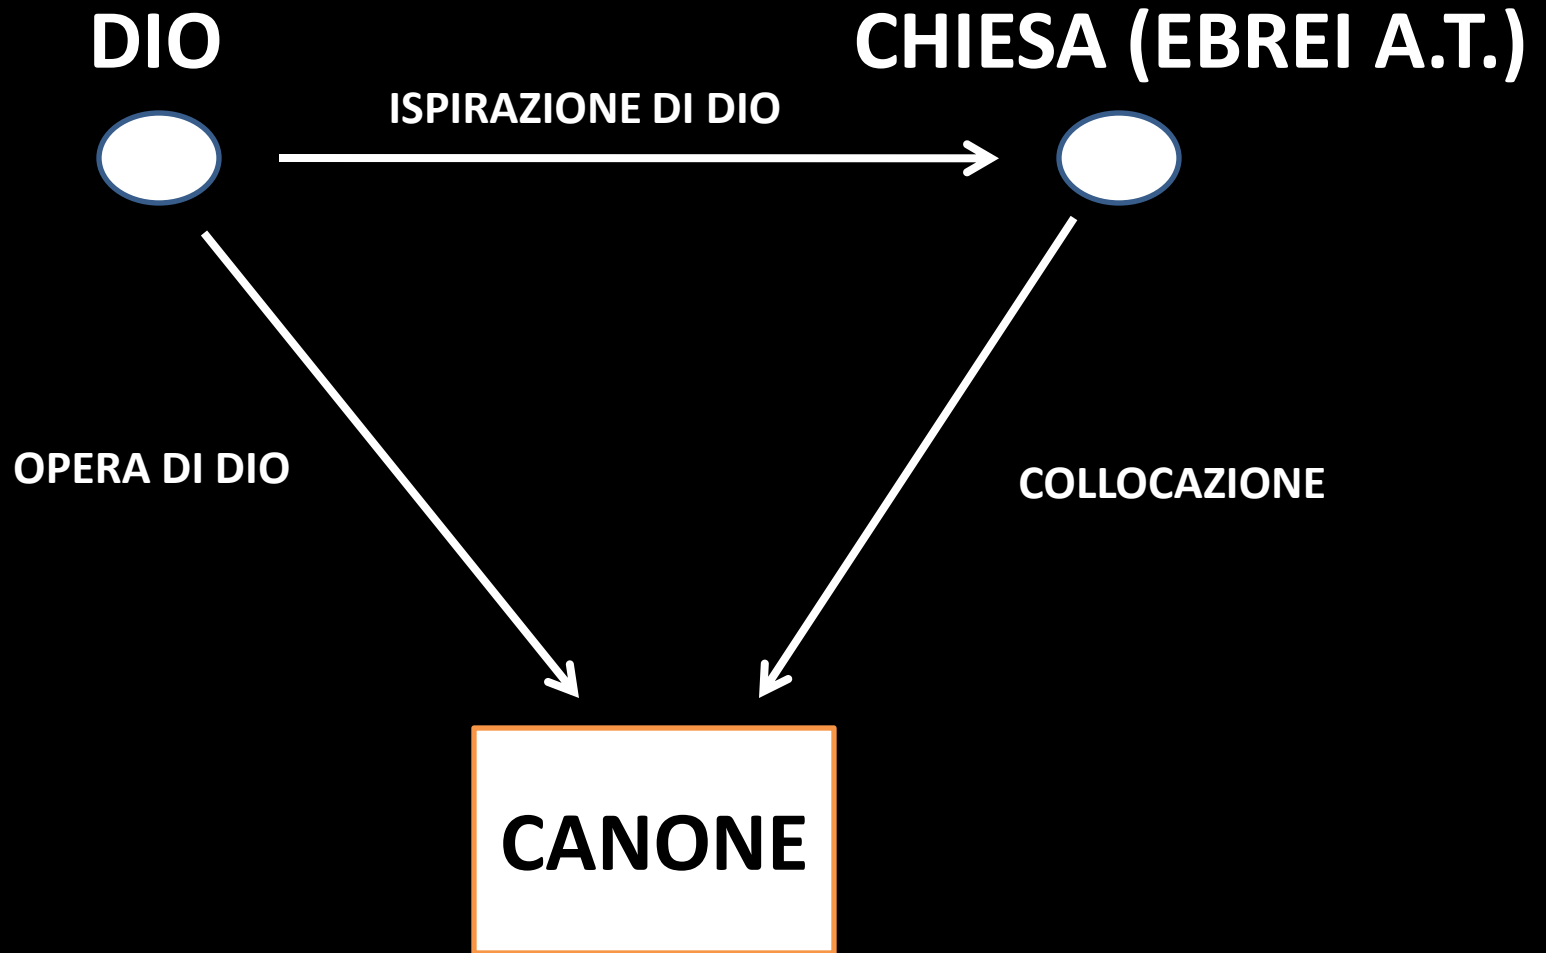 DIO
CHIESA (EBREI A.T.)
ISPIRAZIONE DI DIO
OPERA DI DIO
COLLOCAZIONE
CANONE